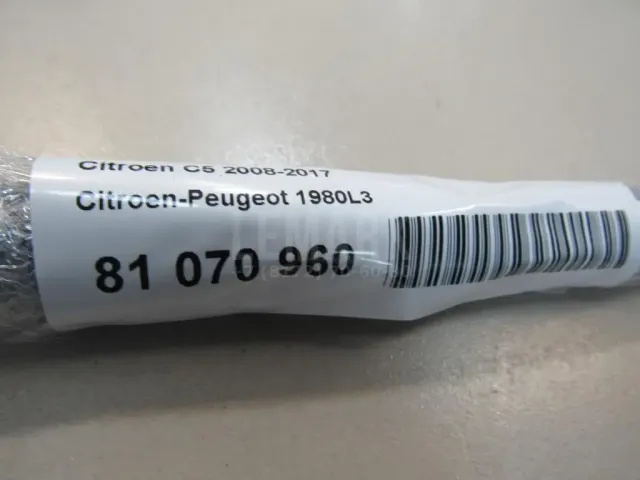 Citroen C5 2008-2017
Citroen-Peugeot 1980L3
81 070 960